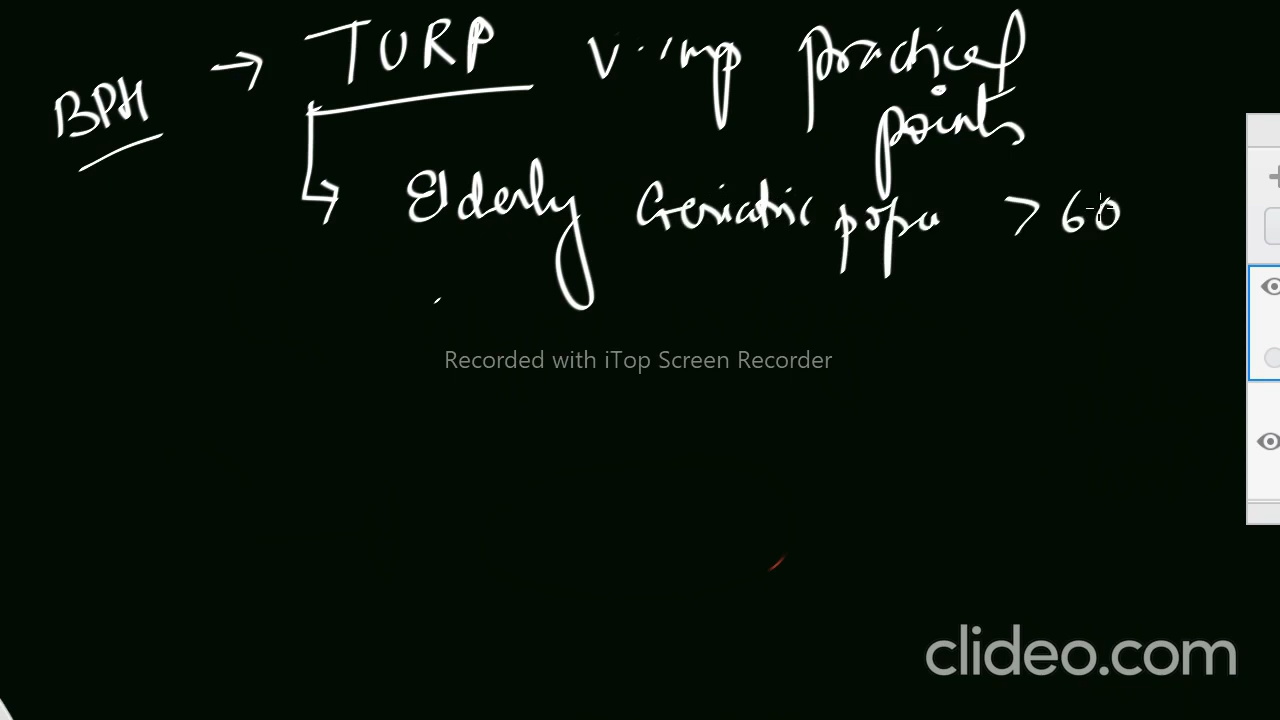 BPH → TURP v.imp practical
points
↳ Elderly Geriatric popu > 60
Recorded with iTop Screen Recorder
clideo.com